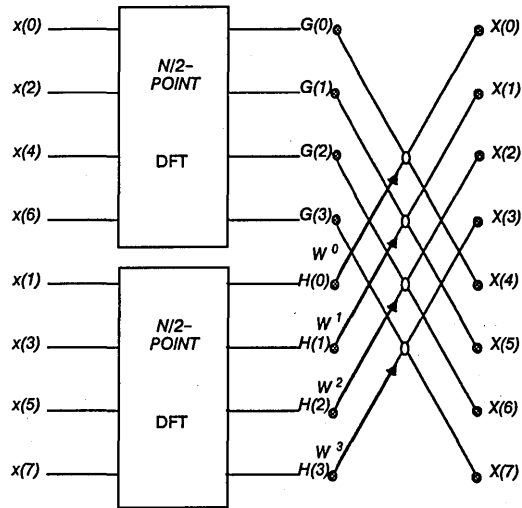 x(0) G(0) X(0)
N/2-
x(2) POINT G(1) X(1)
x(4) DFT G(2) X(2)
x(6) G(3) X(3)
W^0
x(1) H(0) X(4)
N/2-
W^1
x(3) POINT H(1) X(5)
W^2
x(5) DFT H(2) X(6)
W^3
x(7) H(3) X(7)